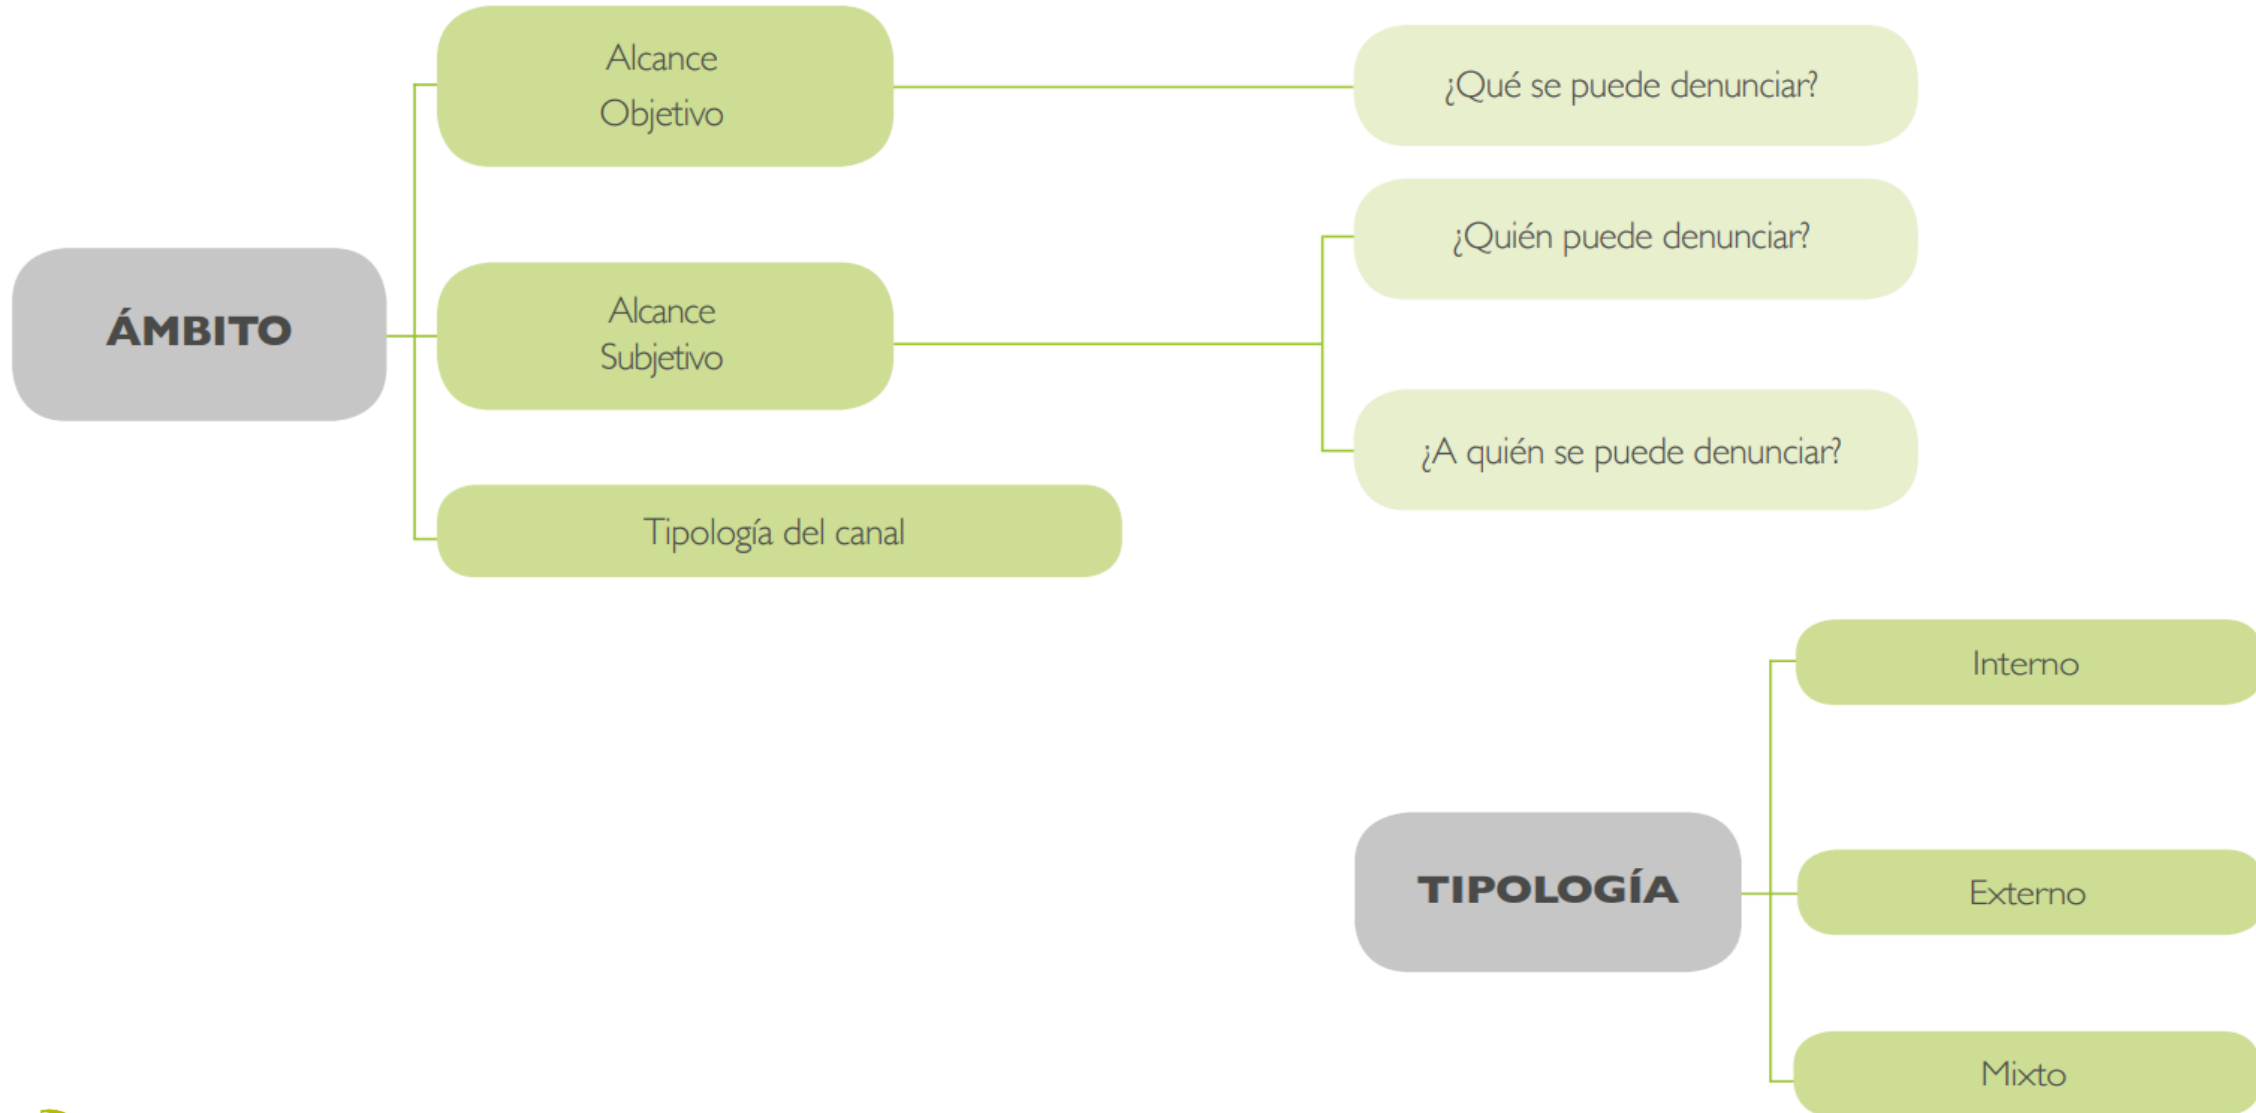 Alcance
Objetivo
¿Qué se puede denunciar?
¿Quién puede denunciar?
ÁMBITO
Alcance
Subjetivo
¿A quién se puede denunciar?
Tipología del canal
Interno
TIPOLOGÍA
Externo
Mixto